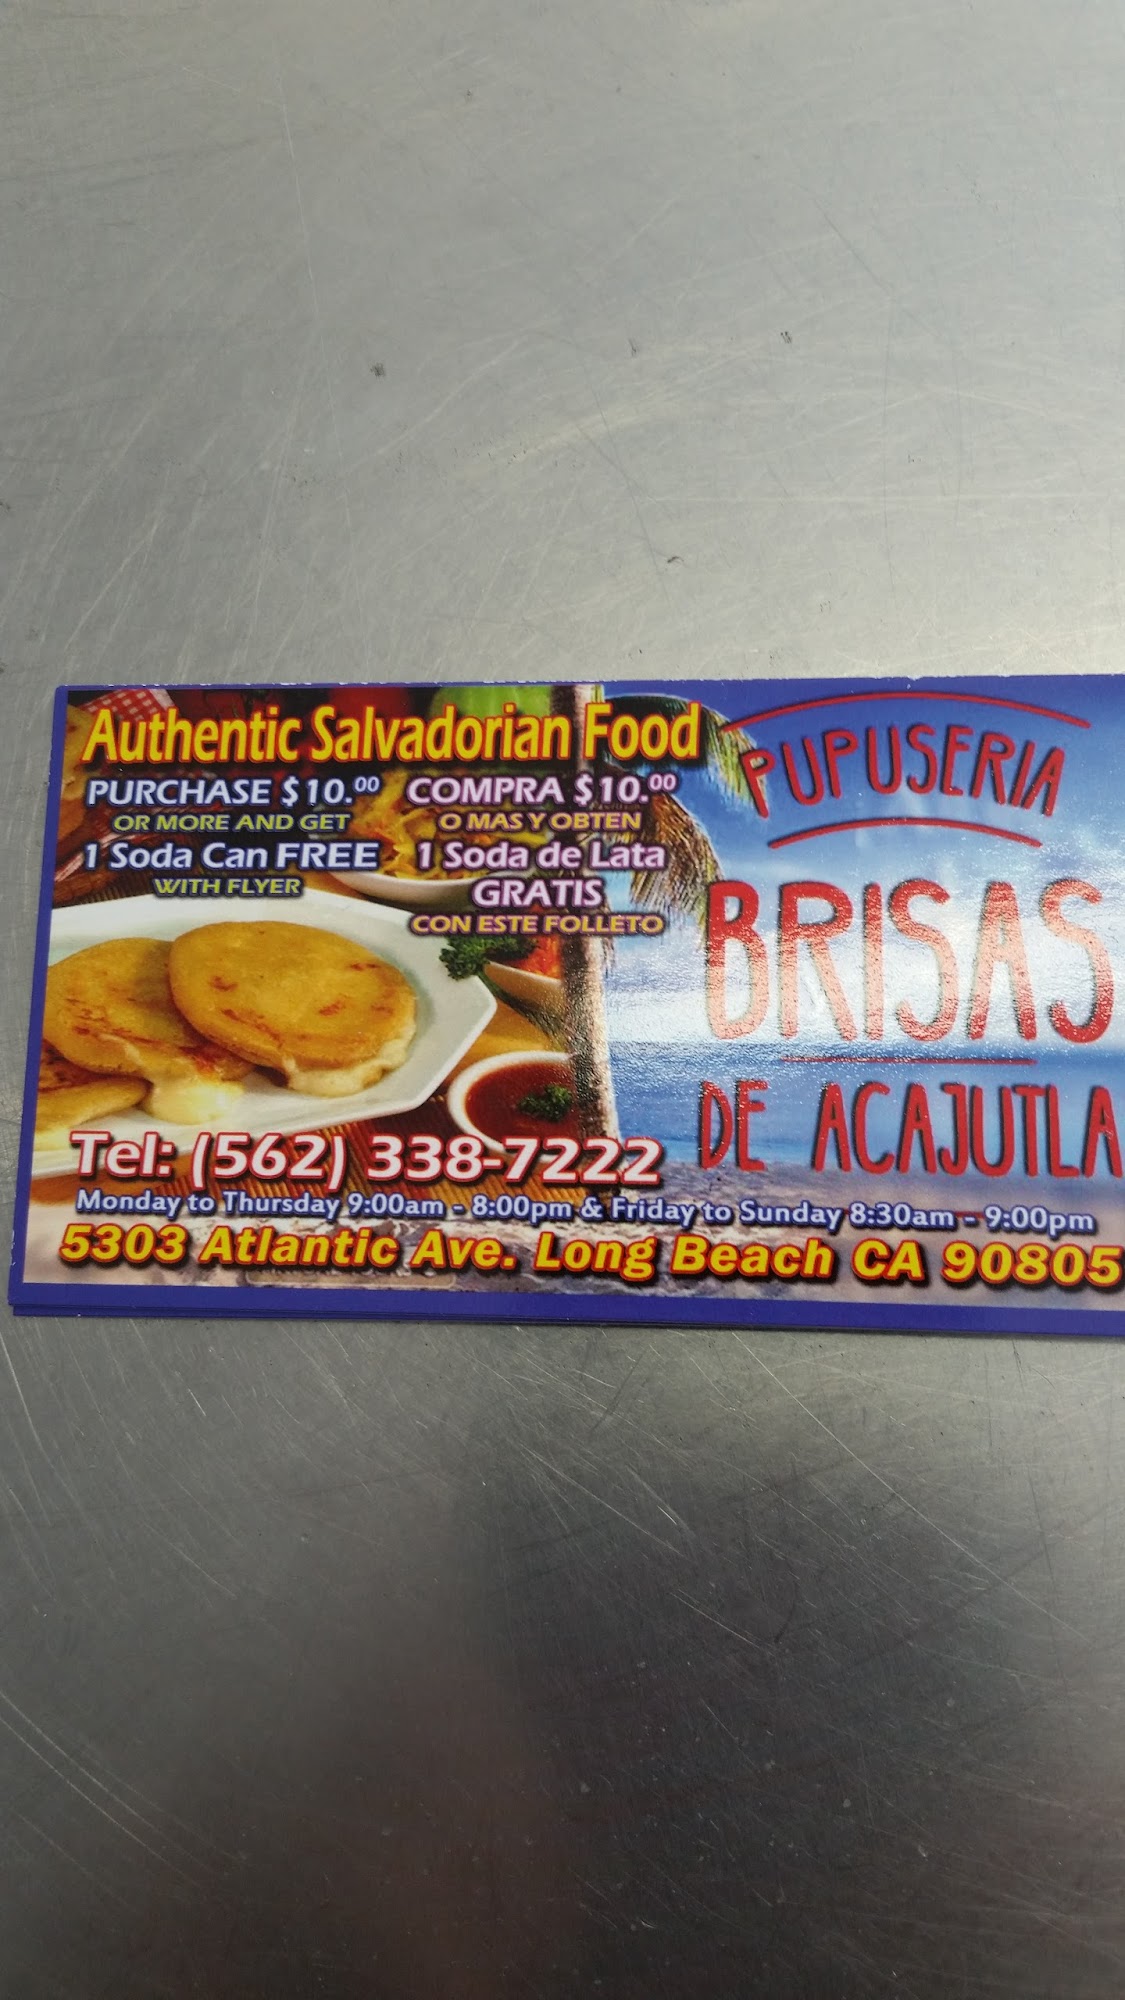 Authentic Salvadorian Food
PURCHASE $10.00
OR MORE AND GET
1 Soda Can FREE
WITH FLYER
COMPRA $10.00
O MAS Y OBTEN
1 Soda de Lata
GRATIS
CON ESTE FOLLETO
PUPUSERIA
BRISAS
DE ACAJUTLA
Tel: (562) 338-7222
Monday to Thursday 9:00am - 8:00pm & Friday to Sunday 8:30am - 9:00pm
5303 Atlantic Ave. Long Beach CA 90805